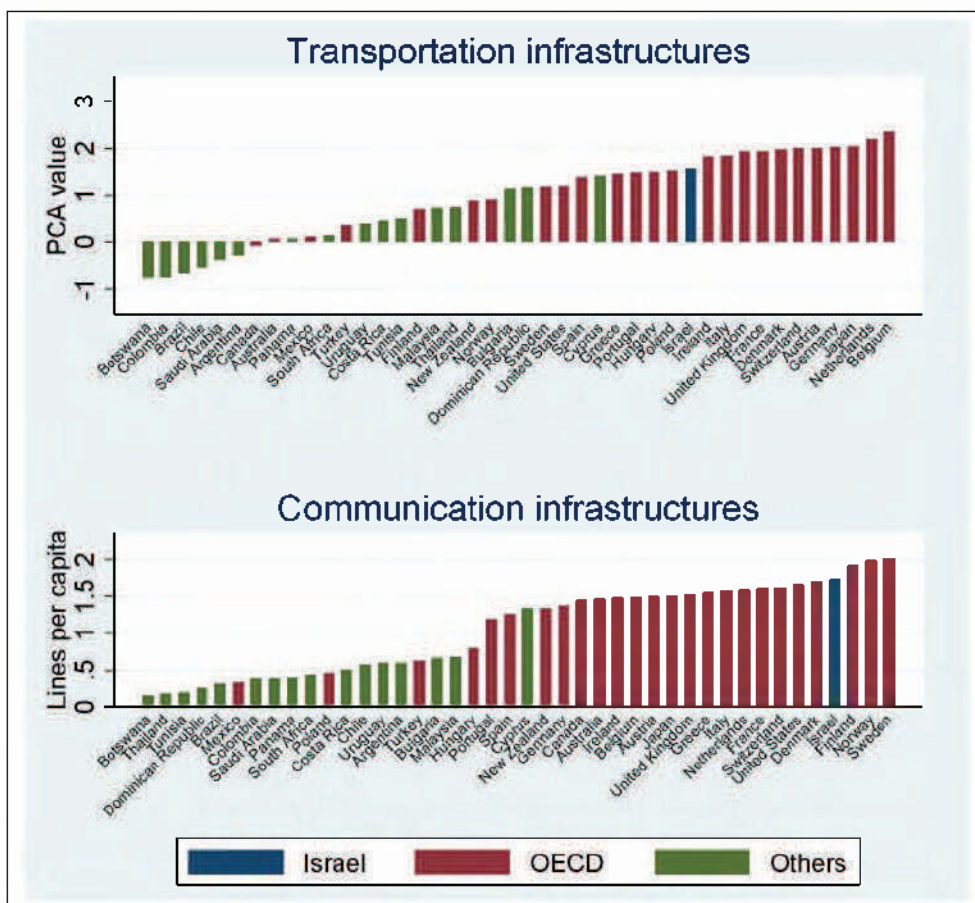 Transportation infrastructures
PCA value
3
2
1
0
-1
Botswana
Colombia
Brazil
Chile
Saudi Arabia
Argentina
Canada
Australia
Panama
Mexico
South Africa
Turkey
Uruguay
Costa Rica
Tunisia
Finland
Malaysia
Thailand
New Zealand
Norway
Bulgaria
Dominican Republic
Sweden
United States
Spain
Cyprus
Greece
Portugal
Hungary
Poland
Israel
Ireland
Italy
United Kingdom
France
Denmark
Switzerland
Austria
Germany
Japan
Netherlands
Belgium
Communication infrastructures
Lines per capita
2
1.5
1
.5
0
Botswana
Thailand
Tunisia
Dominican Republic
Brazil
Mexico
Colombia
Saudi Arabia
Panama
South Africa
Poland
Costa Rica
Chile
Uruguay
Argentina
Turkey
Bulgaria
Malaysia
Hungary
Portugal
Spain
Cyprus
New Zealand
Germany
Canada
Australia
Ireland
Belgium
Austria
Japan
United Kingdom
Greece
Italy
Netherlands
France
Switzerland
United States
Denmark
Israel
Finland
Norway
Sweden
Israel OECD Others